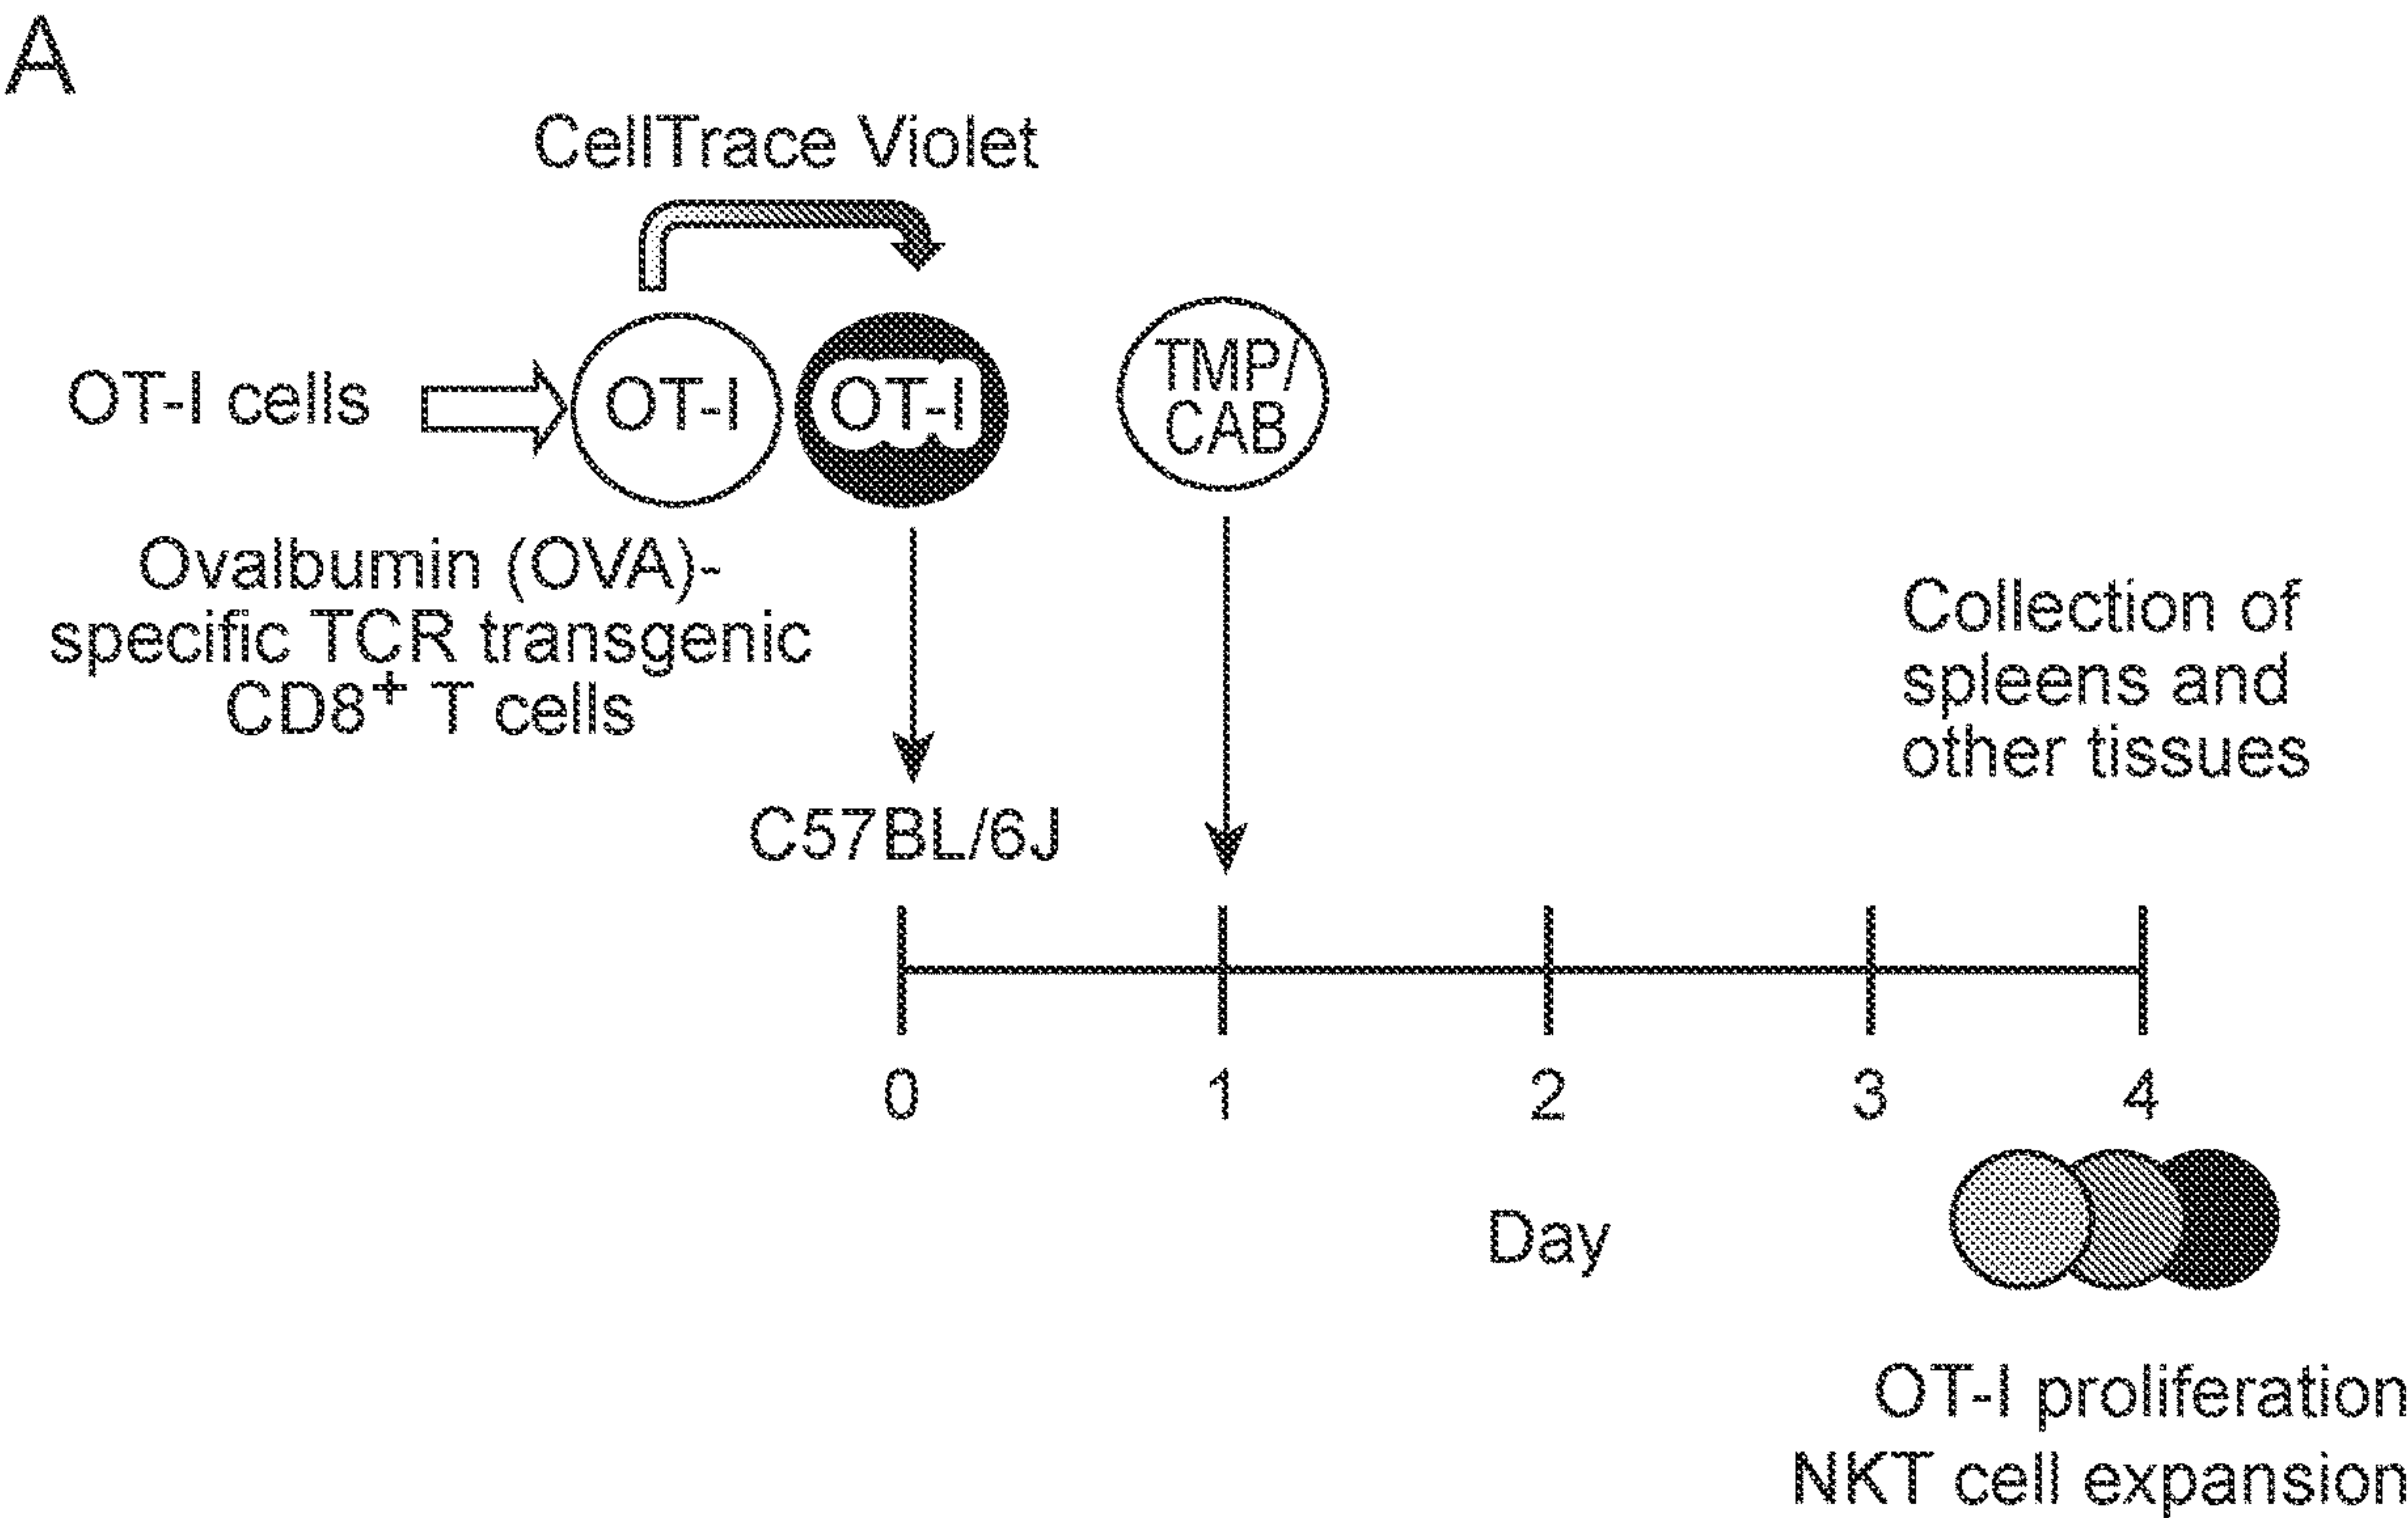 A
CellTrace Violet
OT-I cells
OT-I
OT-I
TMP/
CAB
Ovalbumin (OVA)-
specific TCR transgenic
CD8⁺ T cells
Collection of
spleens and
other tissues
C57BL/6J
0
1
2
3
4
Day
OT-I proliferation
NKT cell expansion